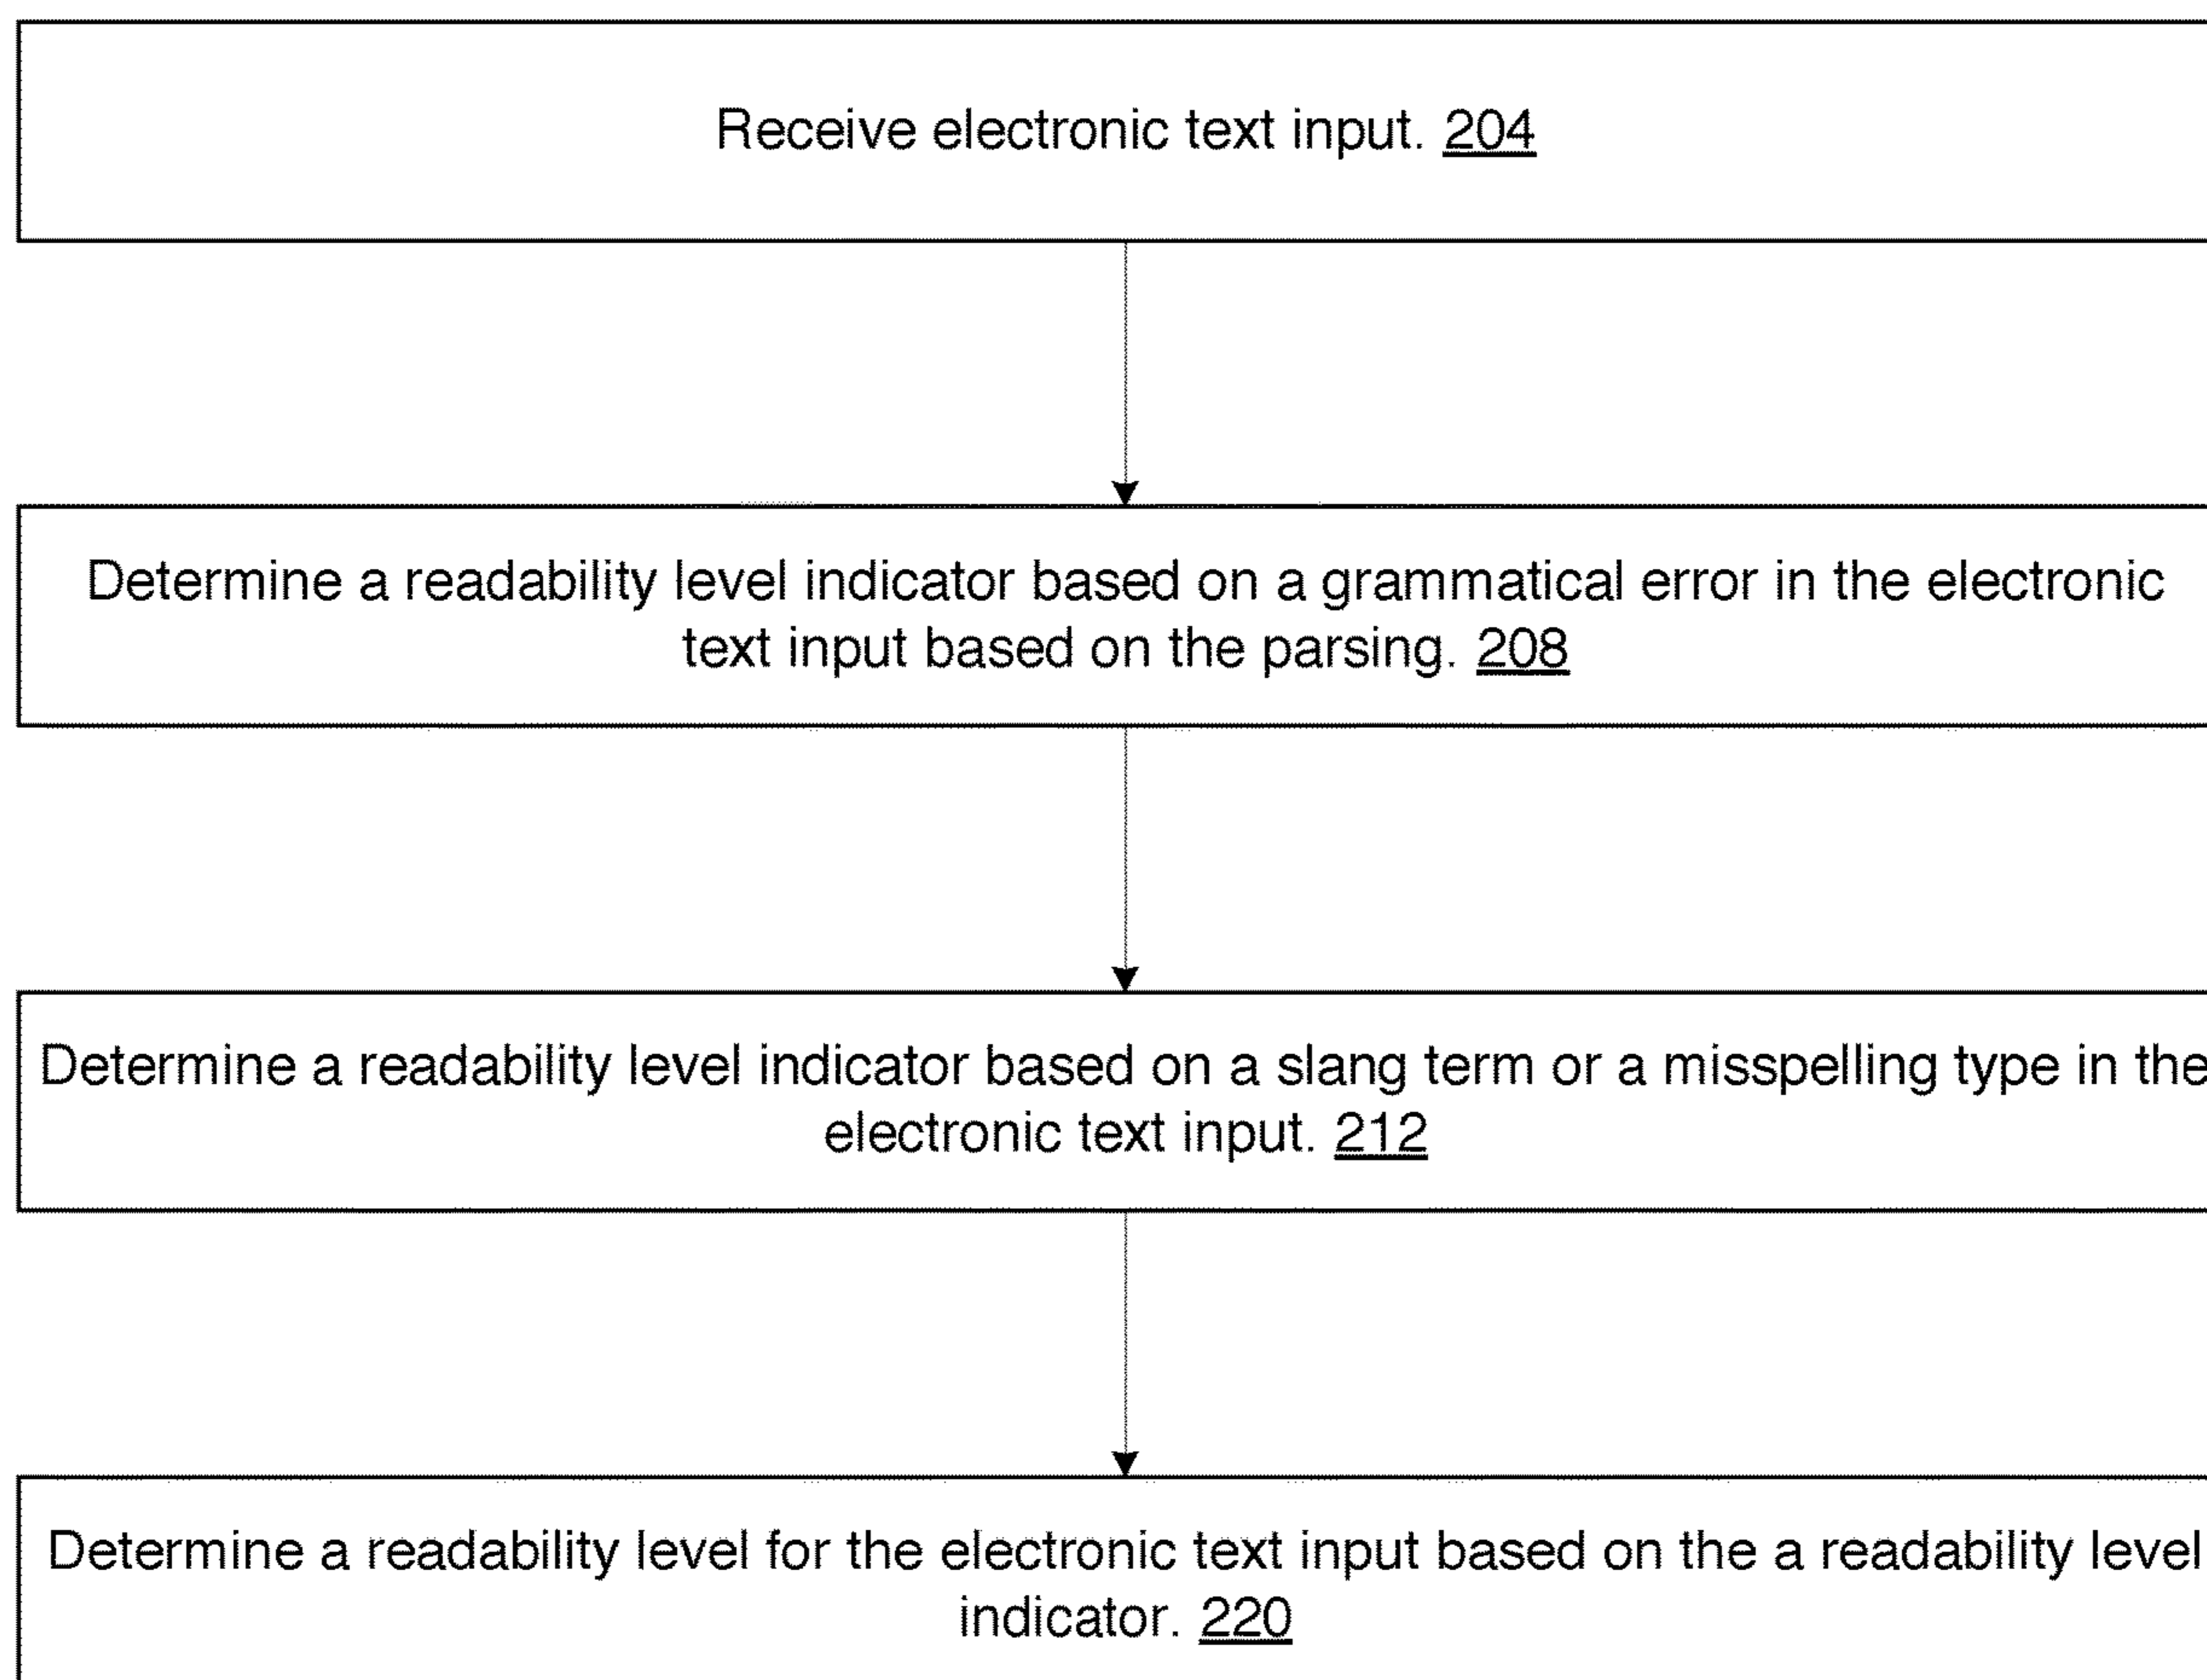 Receive electronic text input. 204
Determine a readability level indicator based on a grammatical error in the electronic
text input based on the parsing. 208
Determine a readability level indicator based on a slang term or a misspelling type in the
electronic text input. 212
Determine a readability level for the electronic text input based on the a readability level
indicator. 220